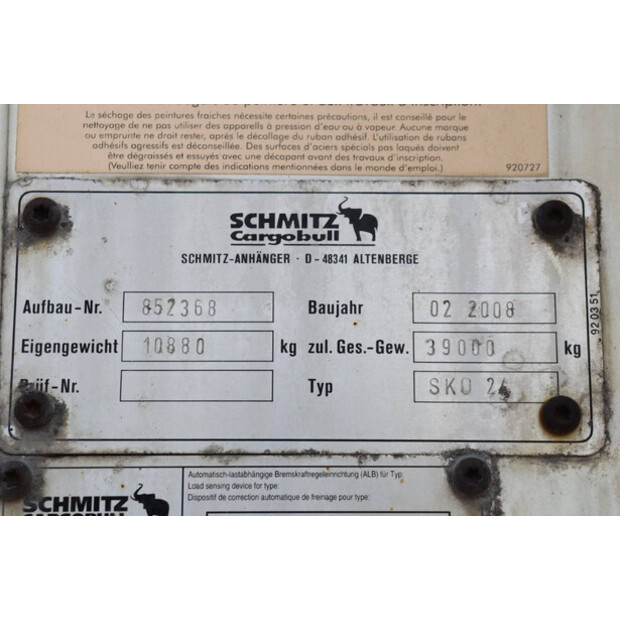 Le séchage des peintures fraîches nécessite certaines précautions, il est conseillé pour le
nettoyage de ne pas utiliser des appareils à pression d'eau ou à vapeur. Aucune marque
ou emprunte ne droit rester, après le décollage du ruban adhésif. L'utilisation de rubans
adhésifs agressifs est déconseillée. Des surfaces d'aciers spécials pas laqués doivent
être dégraissés et essuyés avec une décapant avant des travaux d'inscription.
(Veulliez tenir compte des indications mentionnées dans le monde d'emploi.)
920727
SCHMITZ
Cargobull
SCHMITZ-ANHÄNGER · D - 48341 ALTENBERGE
Aufbau-Nr. 852368 Baujahr 02 2008
Eigengewicht 10880 kg zul. Ges.-Gew. 39000 kg
Prüf-Nr. Typ SKO 24
920351
Automatisch-lastabhängige Bremskraftregeleinrichtung (ALB) für Typ:
Load sensing device for type:
Dispositif de correction automatique de freinage pour type:
SCHMITZ
CARGOBULL